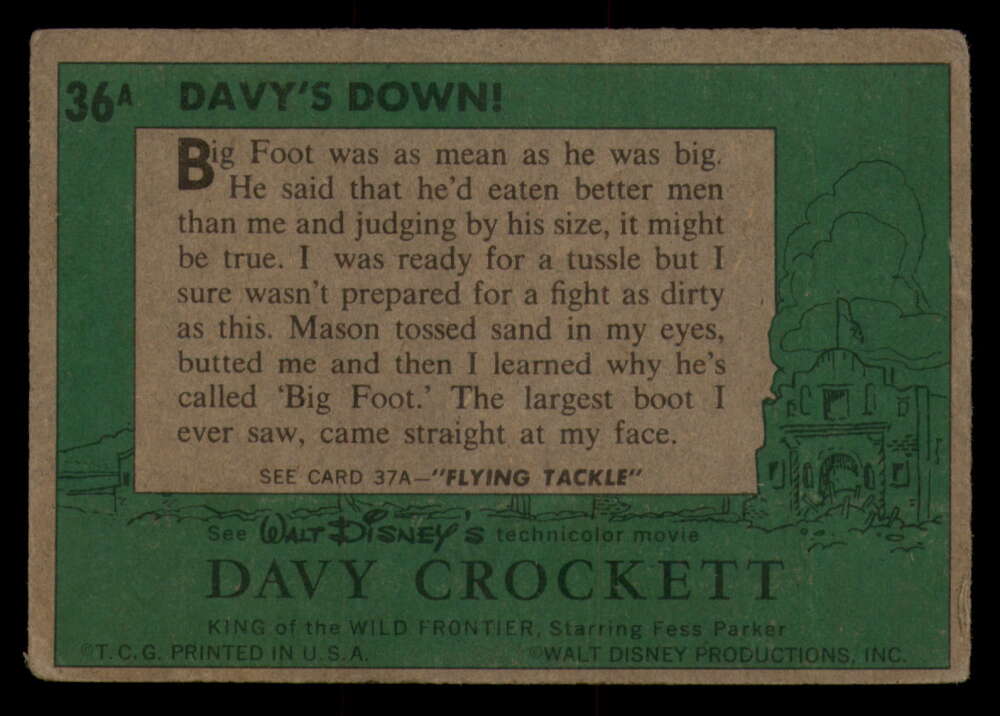 36A DAVY'S DOWN!
Big Foot was as mean as he was big.
He said that he'd eaten better men
than me and judging by his size, it might
be true. I was ready for a tussle but I
sure wasn't prepared for a fight as dirty
as this. Mason tossed sand in my eyes,
butted me and then I learned why he's
called 'Big Foot.' The largest boot I
ever saw, came straight at my face.
SEE CARD 37A—"FLYING TACKLE"
See WALT DISNEY'S technicolor movie
DAVY CROCKETT
KING of the WILD FRONTIER, Starring Fess Parker
©T.C.G. PRINTED IN U.S.A. ©WALT DISNEY PRODUCTIONS, INC.